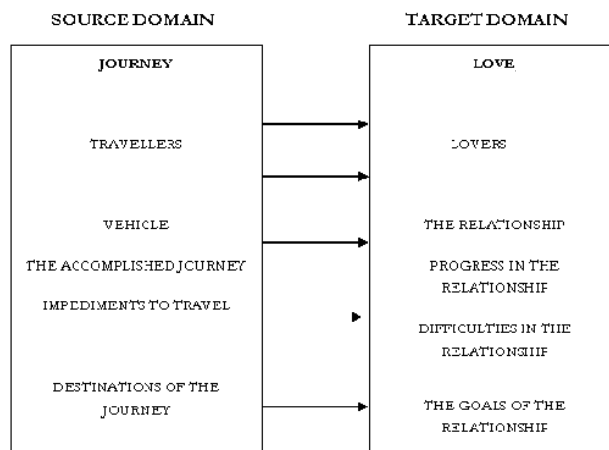 SOURCE DOMAIN
TARGET DOMAIN
JOURNEY
LOVE
TRAVELLERS
LOVERS
VEHICLE
THE RELATIONSHIP
THE ACCOMPLISHED JOURNEY
PROGRESS IN THE
RELATIONSHIP
IMPEDIMENTS TO TRAVEL
DIFFICULTIES IN THE
RELATIONSHIP
DESTINATIONS OF THE
JOURNEY
THE GOALS OF THE
RELATIONSHIP